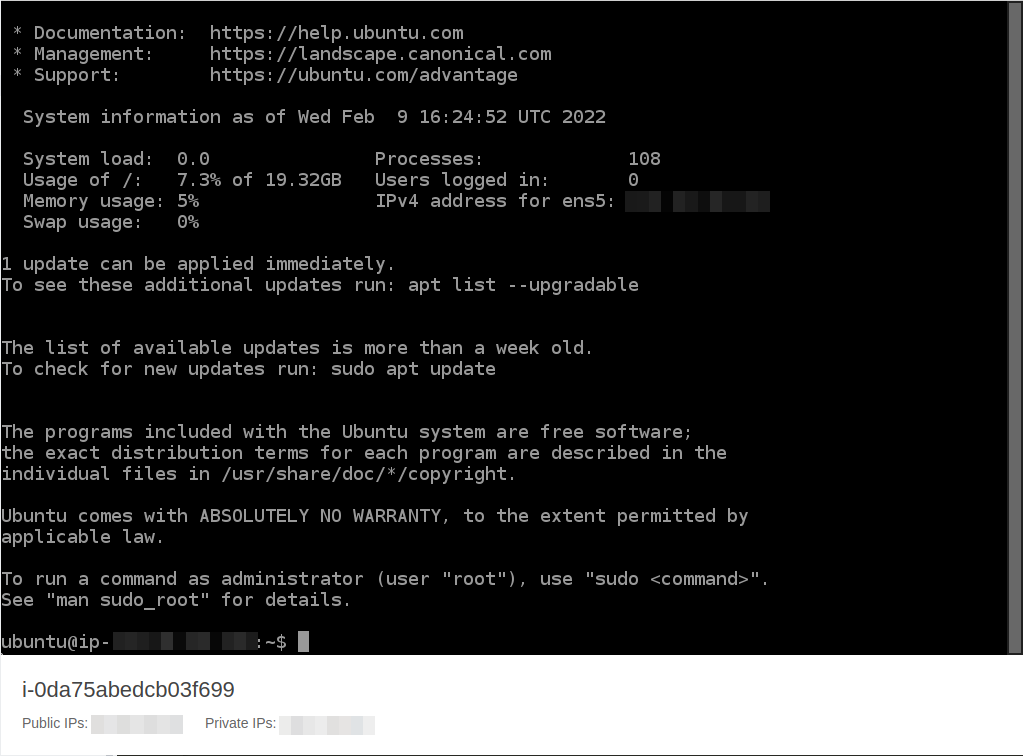 * Documentation:  https://help.ubuntu.com
* Management:     https://landscape.canonical.com
* Support:        https://ubuntu.com/advantage
System information as of Wed Feb  9 16:24:52 UTC 2022
System load:  0.0               Processes:             108
Usage of /:   7.3% of 19.32GB   Users logged in:       0
Memory usage: 5%                IPv4 address for ens5:
Swap usage:   0%
1 update can be applied immediately.
To see these additional updates run: apt list --upgradable
The list of available updates is more than a week old.
To check for new updates run: sudo apt update
The programs included with the Ubuntu system are free software;
the exact distribution terms for each program are described in the
individual files in /usr/share/doc/*/copyright.
Ubuntu comes with ABSOLUTELY NO WARRANTY, to the extent permitted by
applicable law.
To run a command as administrator (user "root"), use "sudo <command>".
See "man sudo_root" for details.
ubuntu@ip- :~$
i-0da75abedcb03f699
Public IPs: Private IPs: